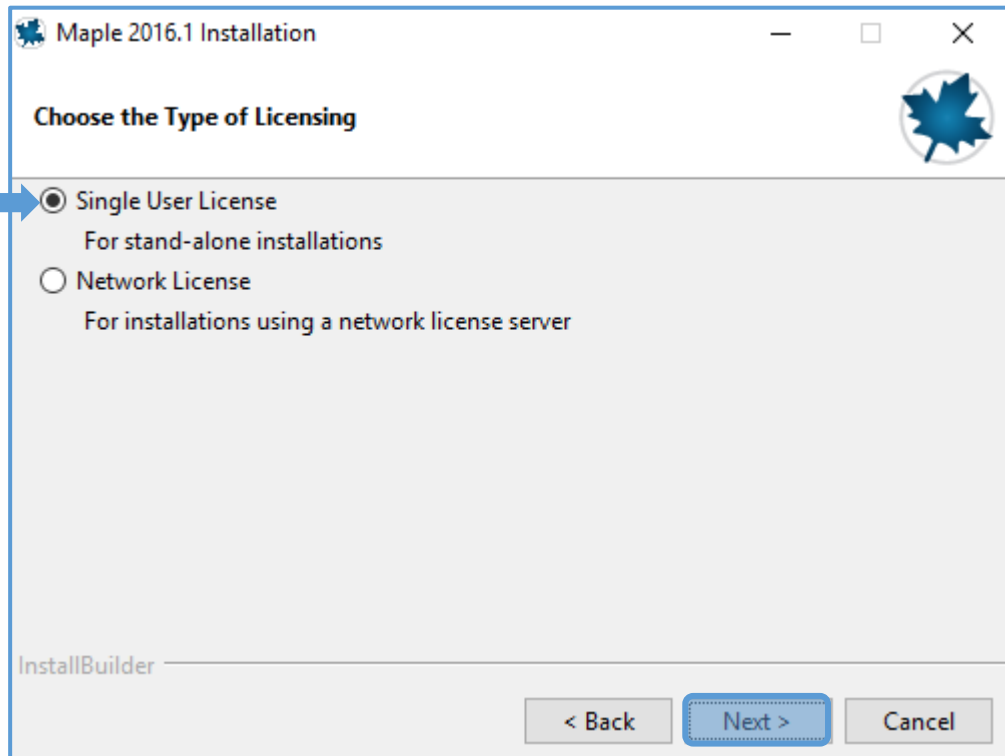 Maple 2016.1 Installation
Choose the Type of Licensing
Single User License
For stand-alone installations
Network License
For installations using a network license server
InstallBuilder
< Back Next > Cancel